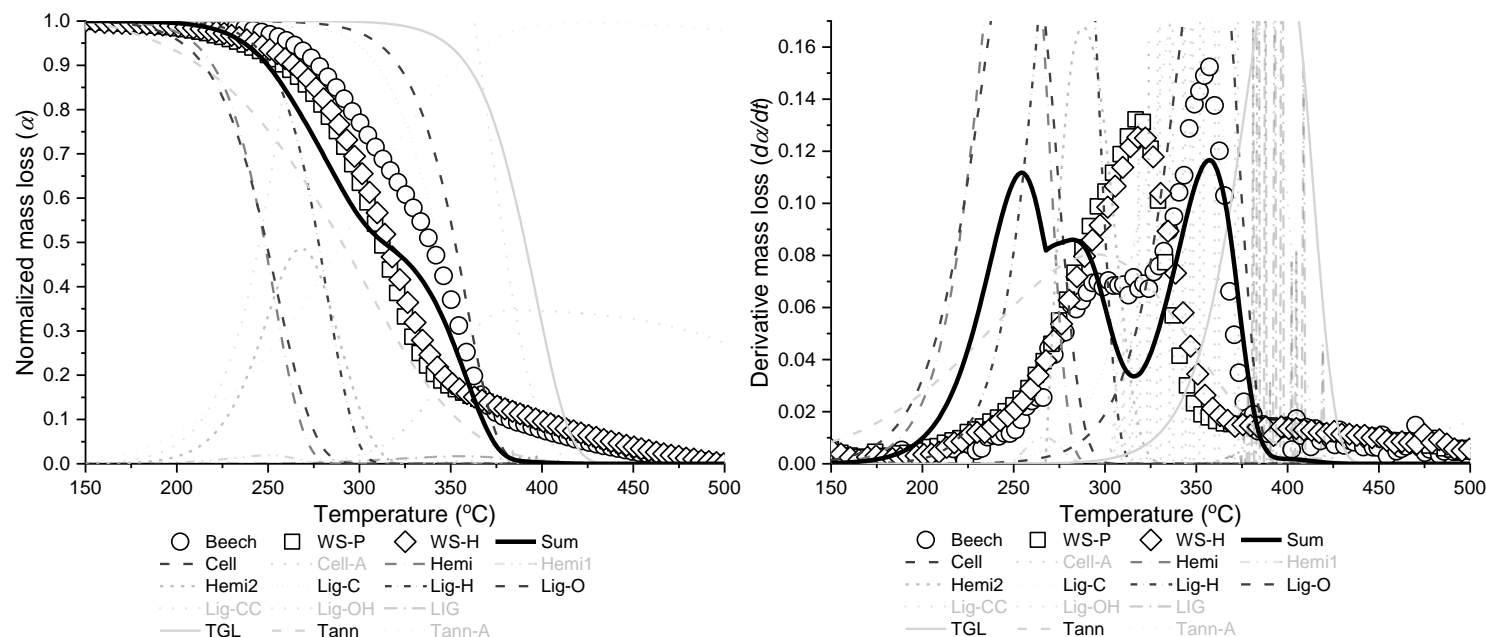 1.0
0.9
0.8
0.7
0.6
0.5
0.4
0.3
0.2
0.1
0.0
Normalized mass loss (α)
150 200 250 300 350 400 450 500
Temperature (°C)
Beech WS-P WS-H Sum
Cell Cell-A Hemi Hemi1
Hemi2 Lig-C Lig-H Lig-O
Lig-CC Lig-OH LIG
TGL Tann Tann-A
0.16
0.14
0.12
0.10
0.08
0.06
0.04
0.02
0.00
Derivative mass loss (dα/dt)
150 200 250 300 350 400 450 500
Temperature (°C)
Beech WS-P WS-H Sum
Cell Cell-A Hemi Hemi1
Hemi2 Lig-C Lig-H Lig-O
Lig-CC Lig-OH LIG
TGL Tann Tann-A